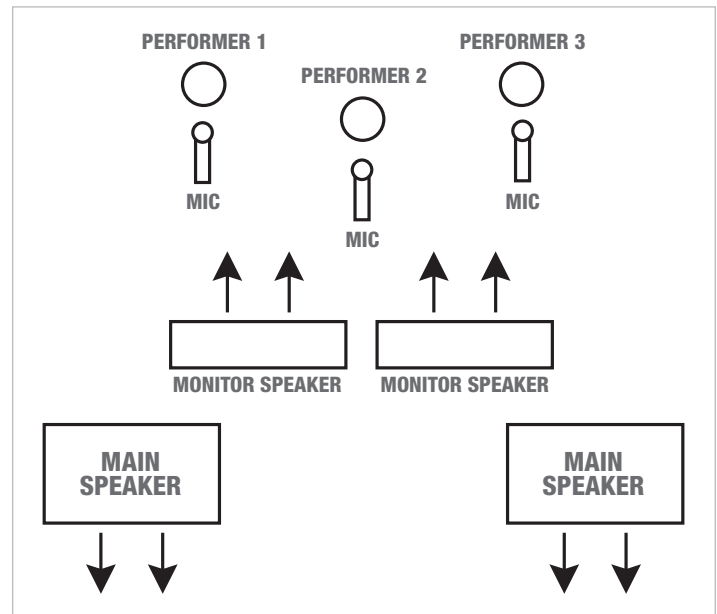 PERFORMER 1
PERFORMER 2
PERFORMER 3
MIC
MIC
MIC
MONITOR SPEAKER
MONITOR SPEAKER
MAIN
SPEAKER
MAIN
SPEAKER